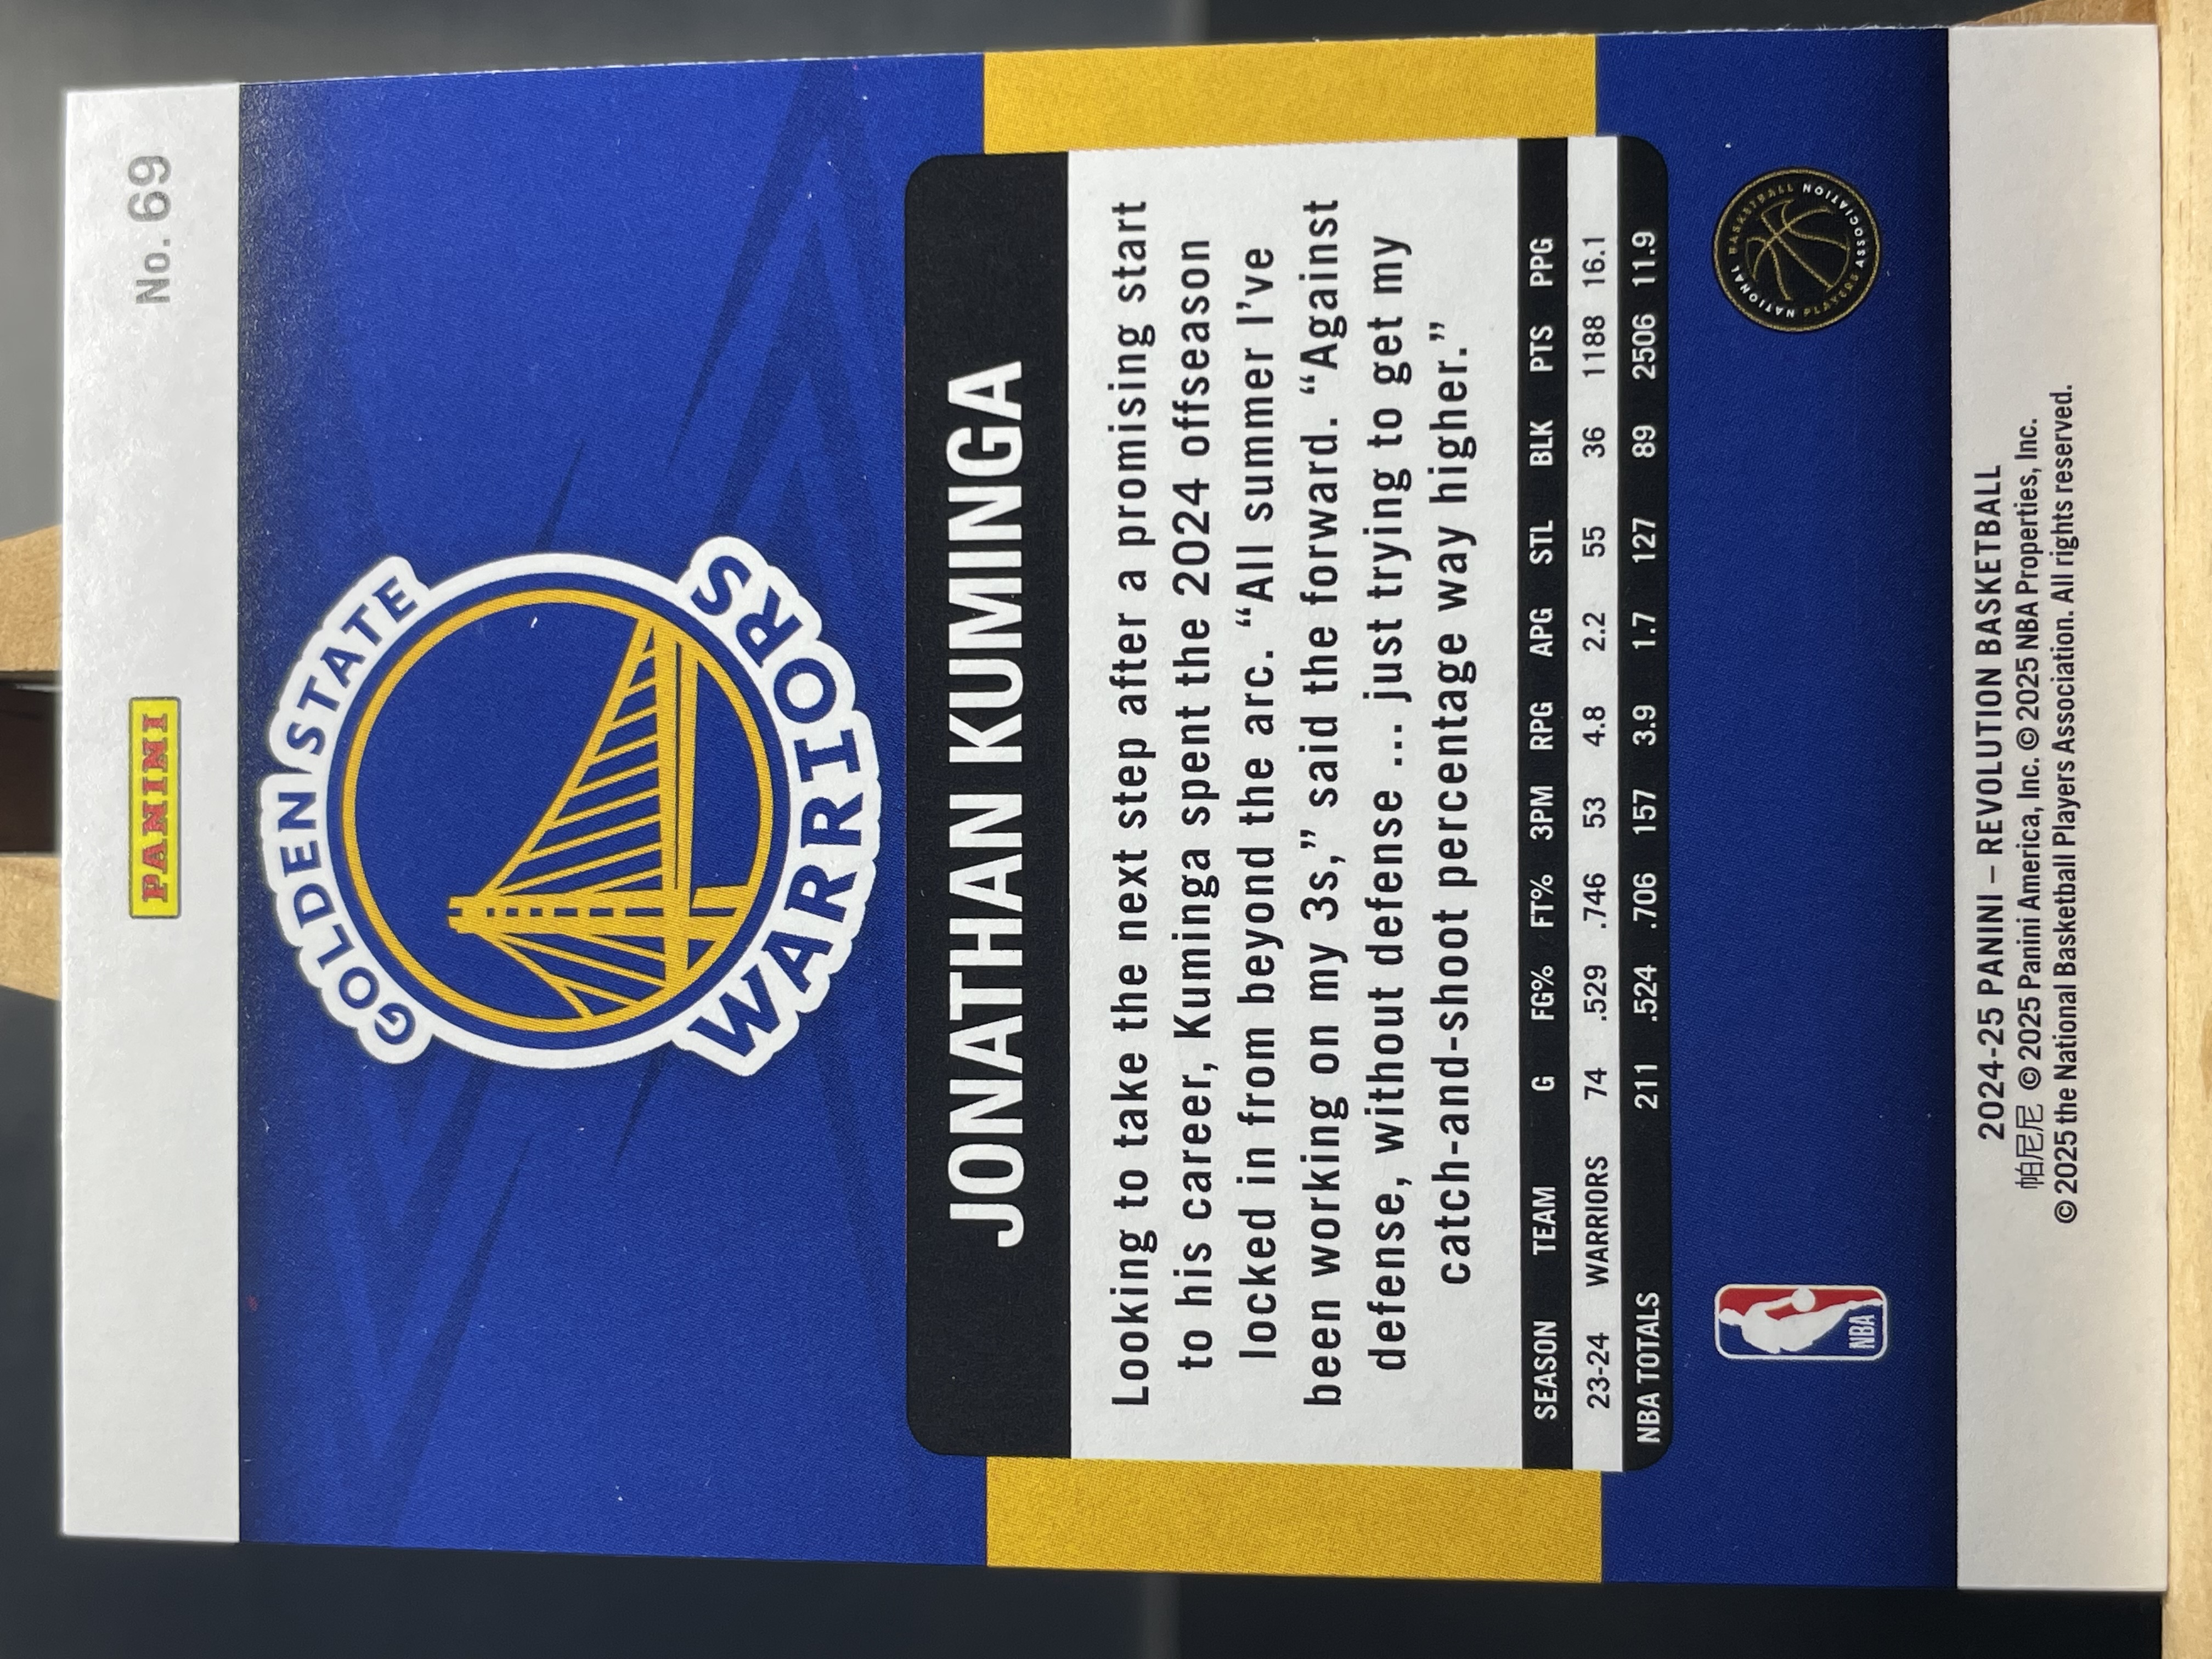 No. 69
PANINI
GOLDEN STATE
WARRIORS
JONATHAN KUMINGA
Looking to take the next step after a promising start
to his career, Kuminga spent the 2024 offseason
locked in from beyond the arc. “All summer I’ve
been working on my 3s,” said the forward. “Against
defense, without defense ... just trying to get my
catch-and-shoot percentage way higher.”
SEASON TEAM G FG% FT% 3PM RPG APG STL BLK PTS PPG
23-24 WARRIORS 74 .529 .746 53 4.8 2.2 55 36 1188 16.1
NBA TOTALS 211 .524 .706 157 3.9 1.7 127 89 2506 11.9
NBA
NATIONAL BASKETBALL PLAYERS ASSOCIATION
2024-25 PANINI – REVOLUTION BASKETBALL
帕尼尼 © 2025 Panini America, Inc. © 2025 NBA Properties, Inc.
© 2025 the National Basketball Players Association. All rights reserved.